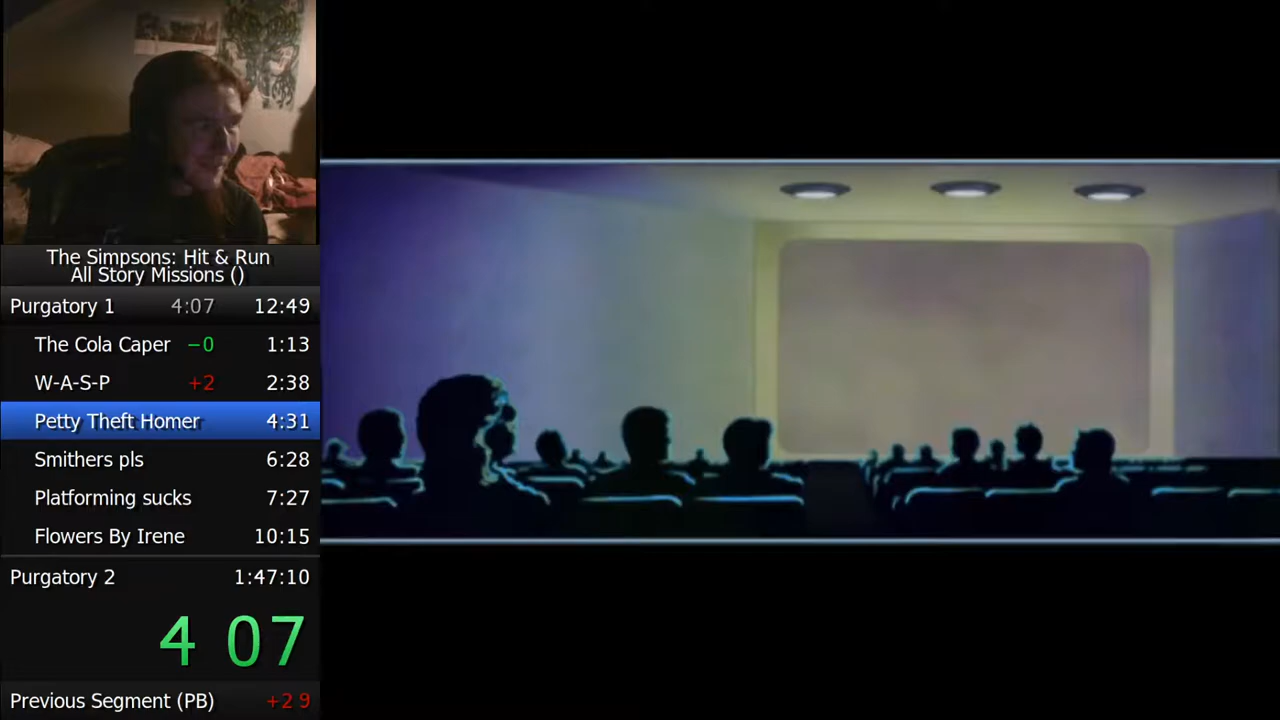 The Simpsons: Hit & Run
All Story Missions ()
Purgatory 1 4:07 12:49
The Cola Caper −0 1:13
W-A-S-P +2 2:38
Petty Theft Homer 4:31
Smithers pls 6:28
Platforming sucks 7:27
Flowers By Irene 10:15
Purgatory 2 1:47:10
4 07
Previous Segment (PB) +2 9